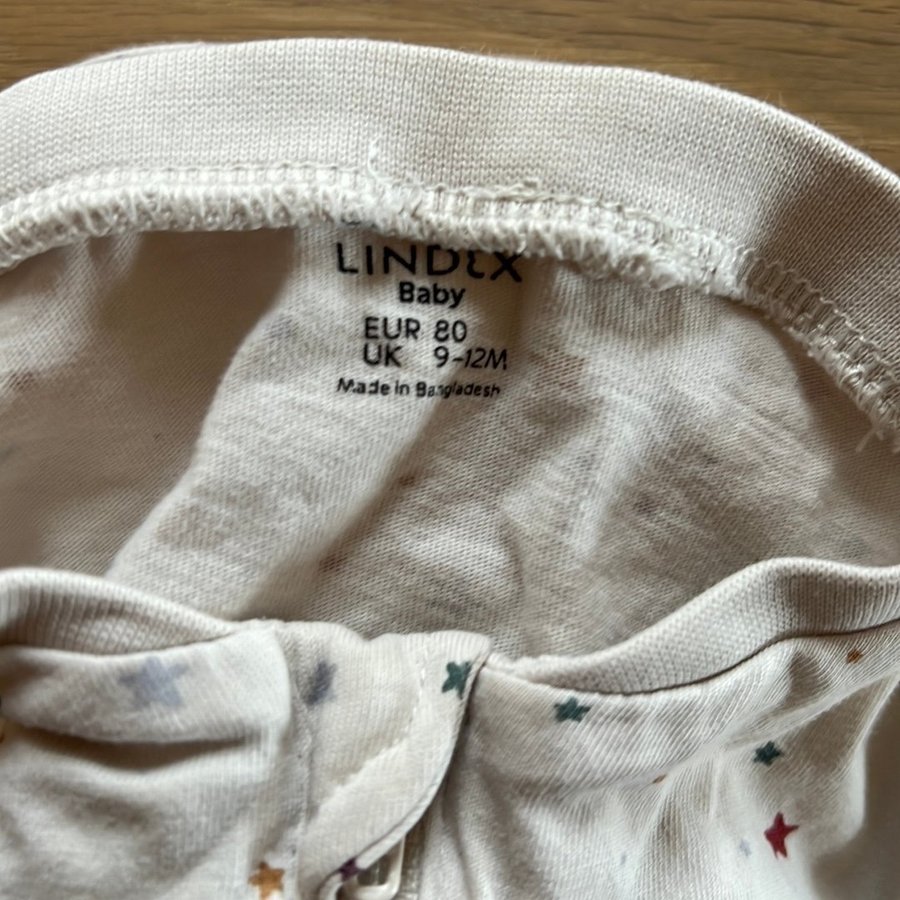 LINDEX
Baby
EUR 80
UK 9-12M
Made in Bangladesh